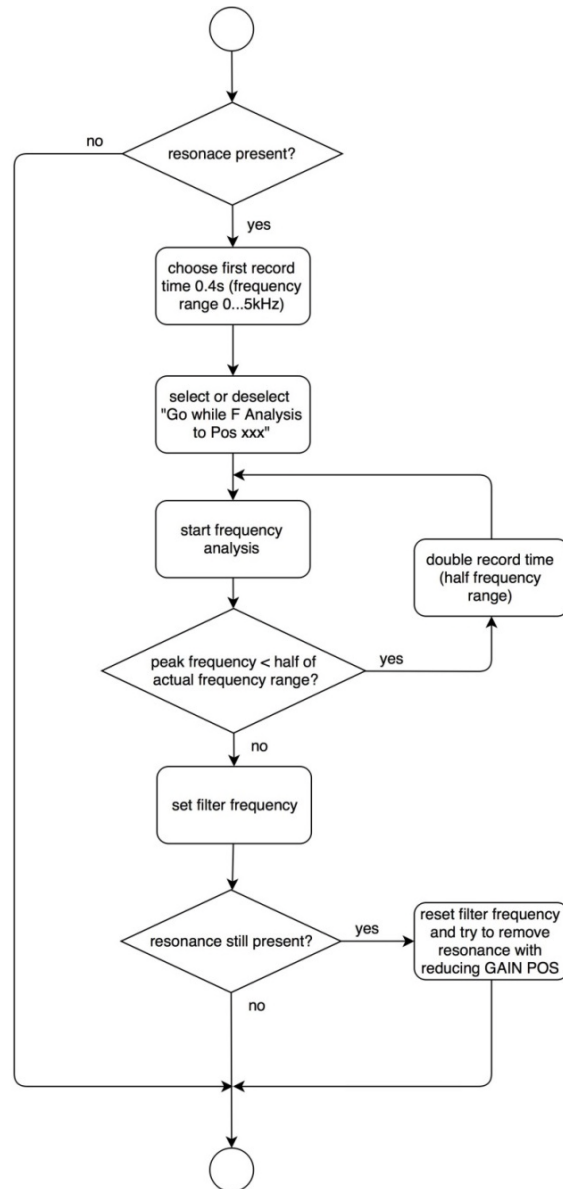 no
resonace present?
yes
choose first record
time 0.4s (frequency
range 0...5kHz)
select or deselect
"Go while F Analysis
to Pos xxx"
start frequency
analysis
double record time
(half frequency
range)
peak frequency < half of
actual frequency range?
yes
no
set filter frequency
resonance still present?
yes
reset filter frequency
and try to remove
resonance with
reducing GAIN POS
no